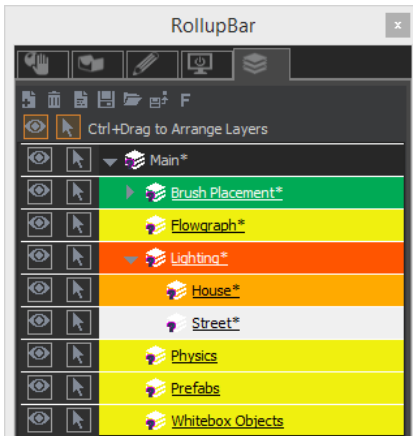 RollupBar
x
F
Ctrl+Drag to Arrange Layers
Main*
Brush Placement*
Flowgraph*
Lighting*
House*
Street*
Physics
Prefabs
Whitebox Objects